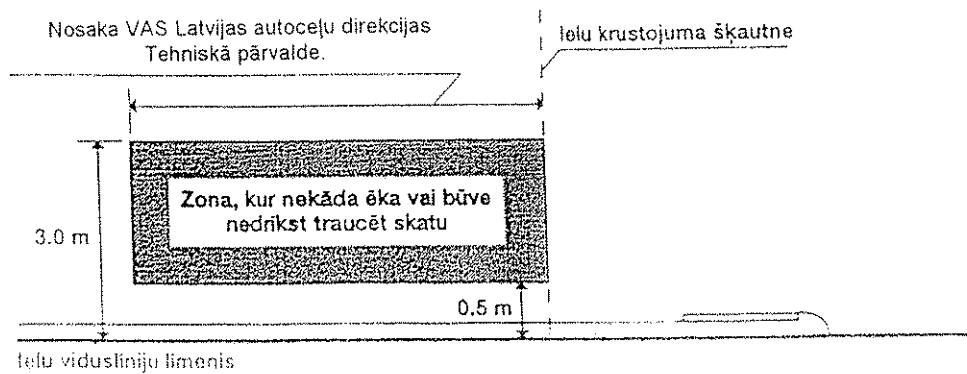 Nosaka VAS Latvijas autoceļu direkcijas
Tehniskā pārvalde.
Ielu krustojuma šķautne
Zona, kur nekāda ēka vai būve
nedrīkst traucēt skatu
3.0 m
0.5 m
Ielu viduslīniju līmenis